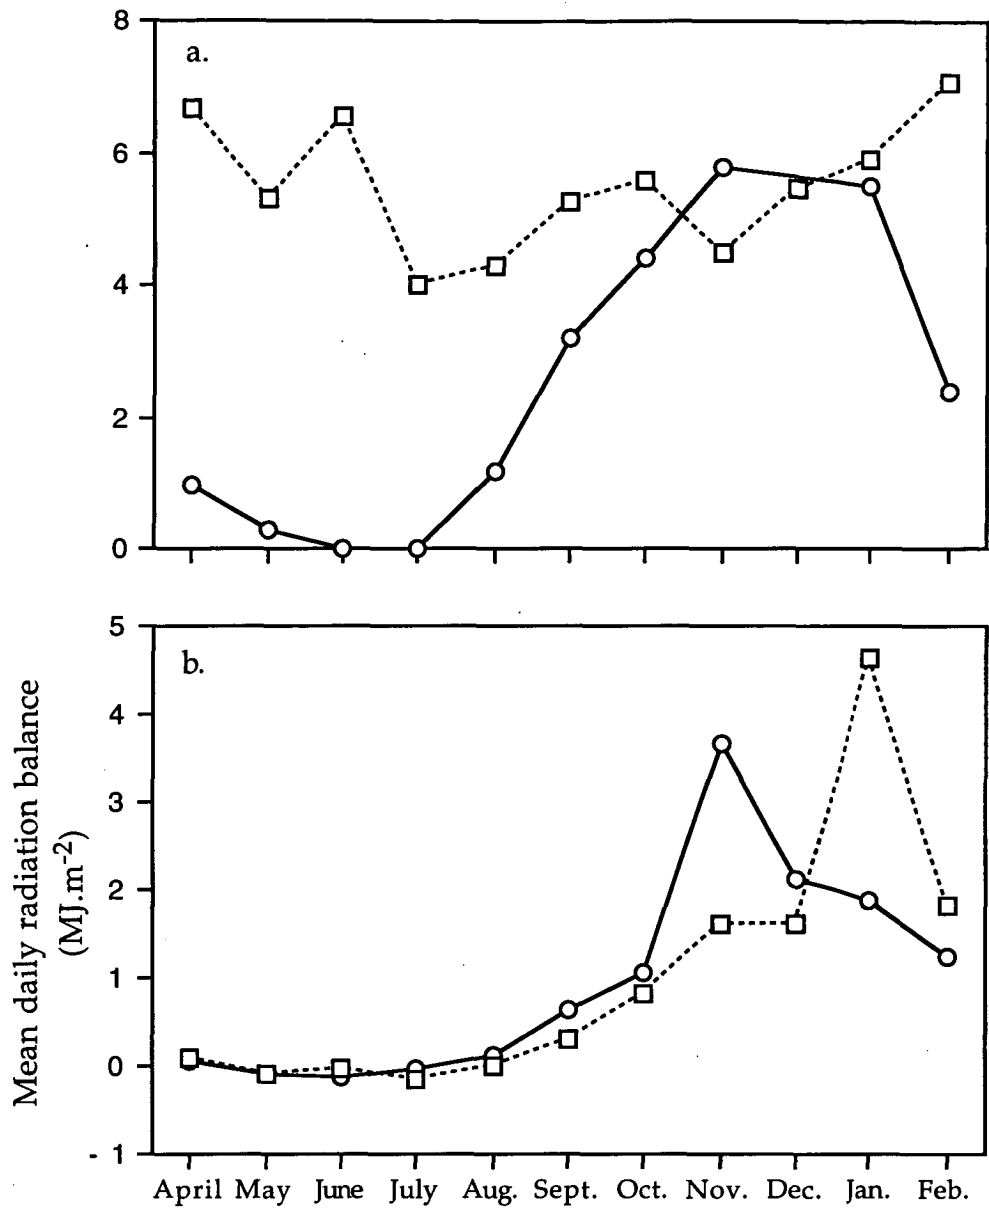 8
a.
6
4
2
0
5
b.
4
3
2
1
0
- 1
Mean daily radiation balance
(MJ.m⁻²)
April May June July Aug. Sept. Oct. Nov. Dec. Jan. Feb.